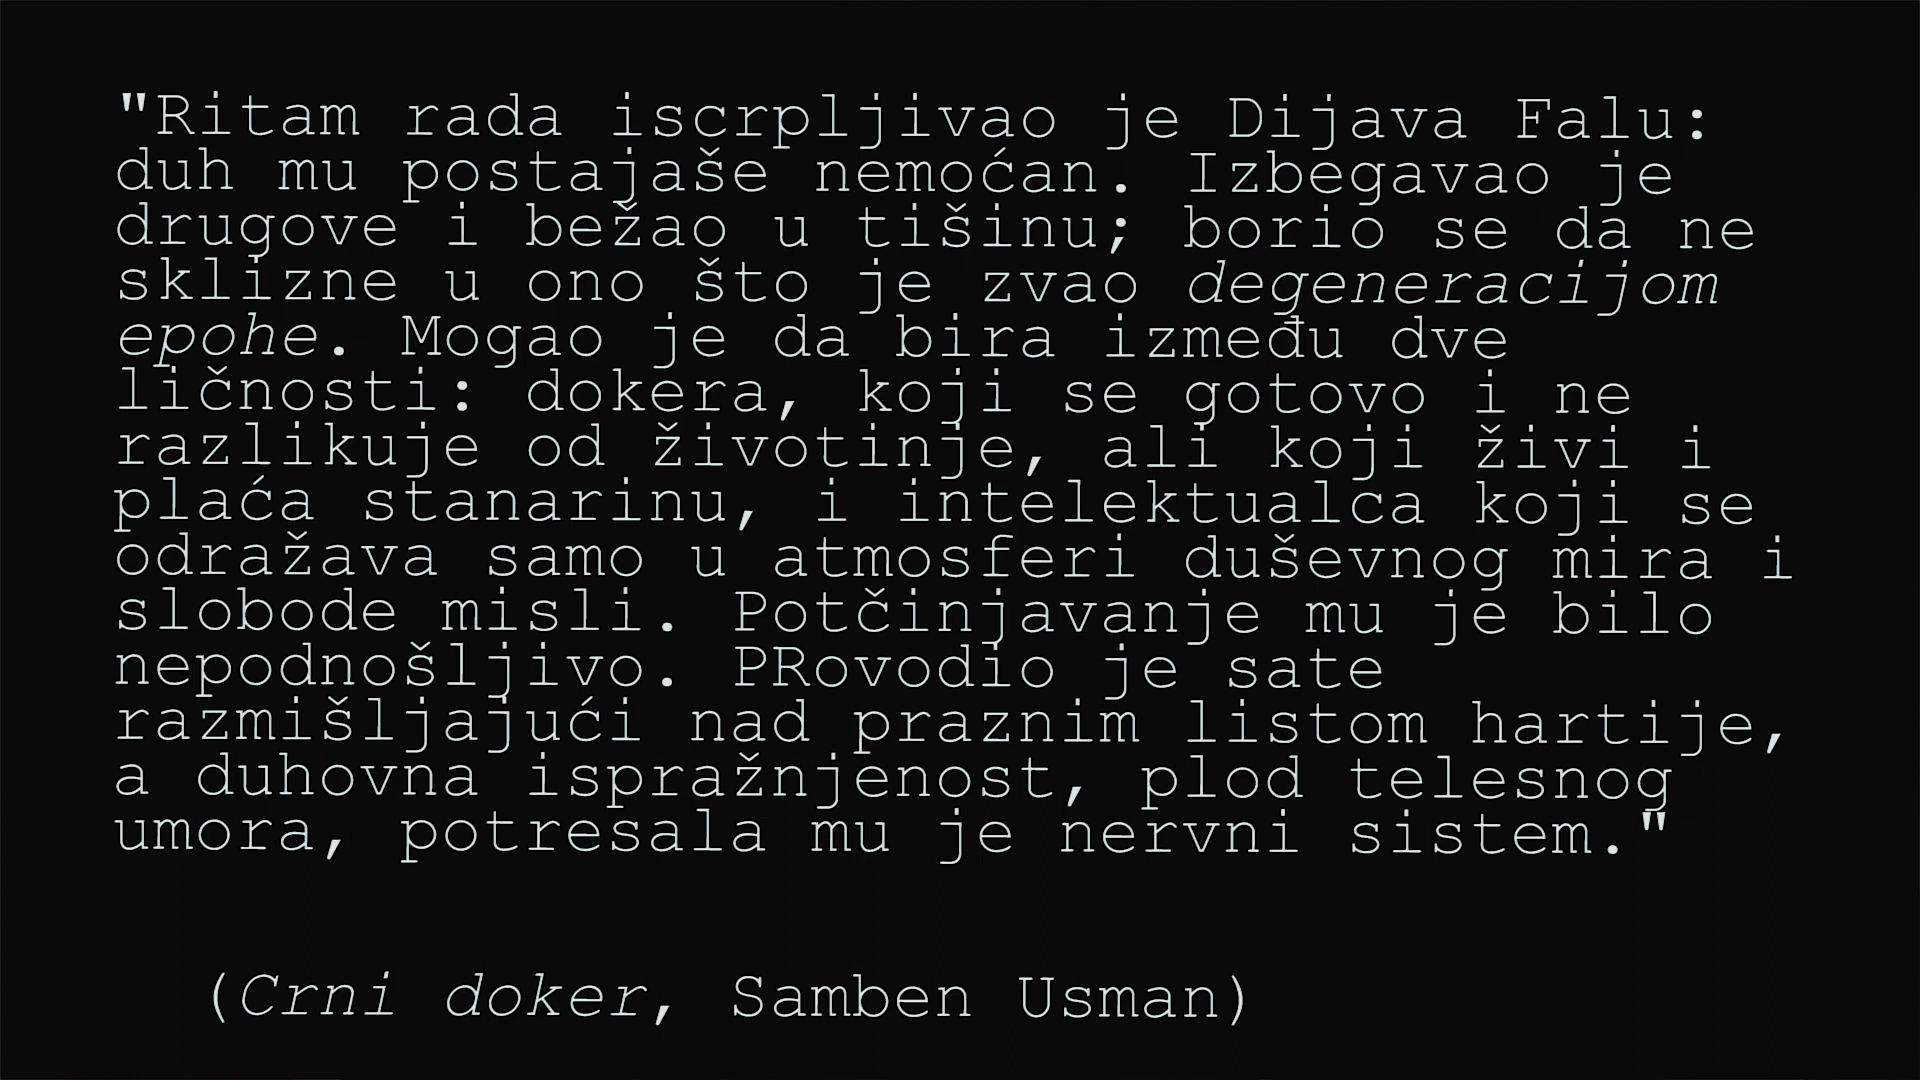 "Ritam rada iscrpljivao je Dijava Falu:
duh mu postajaše nemoćan. Izbegavao je
drugove i bežao u tišinu; borio se da ne
sklizne u ono što je zvao degeneracijom
epohe. Mogao je da bira između dve
ličnosti: dokera, koji se gotovo i ne
razlikuje od životinje, ali koji živi i
plaća stanarinu, i intelektualca koji se
odražava samo u atmosferi duševnog mira i
slobode misli. Potčinjavanje mu je bilo
nepodnošljivo. PRovodio je sate
razmišljajući nad praznim listom hartije,
a duhovna ispražnjenost, plod telesnog
umora, potresala mu je nervni sistem."
(Crni doker, Samben Usman)